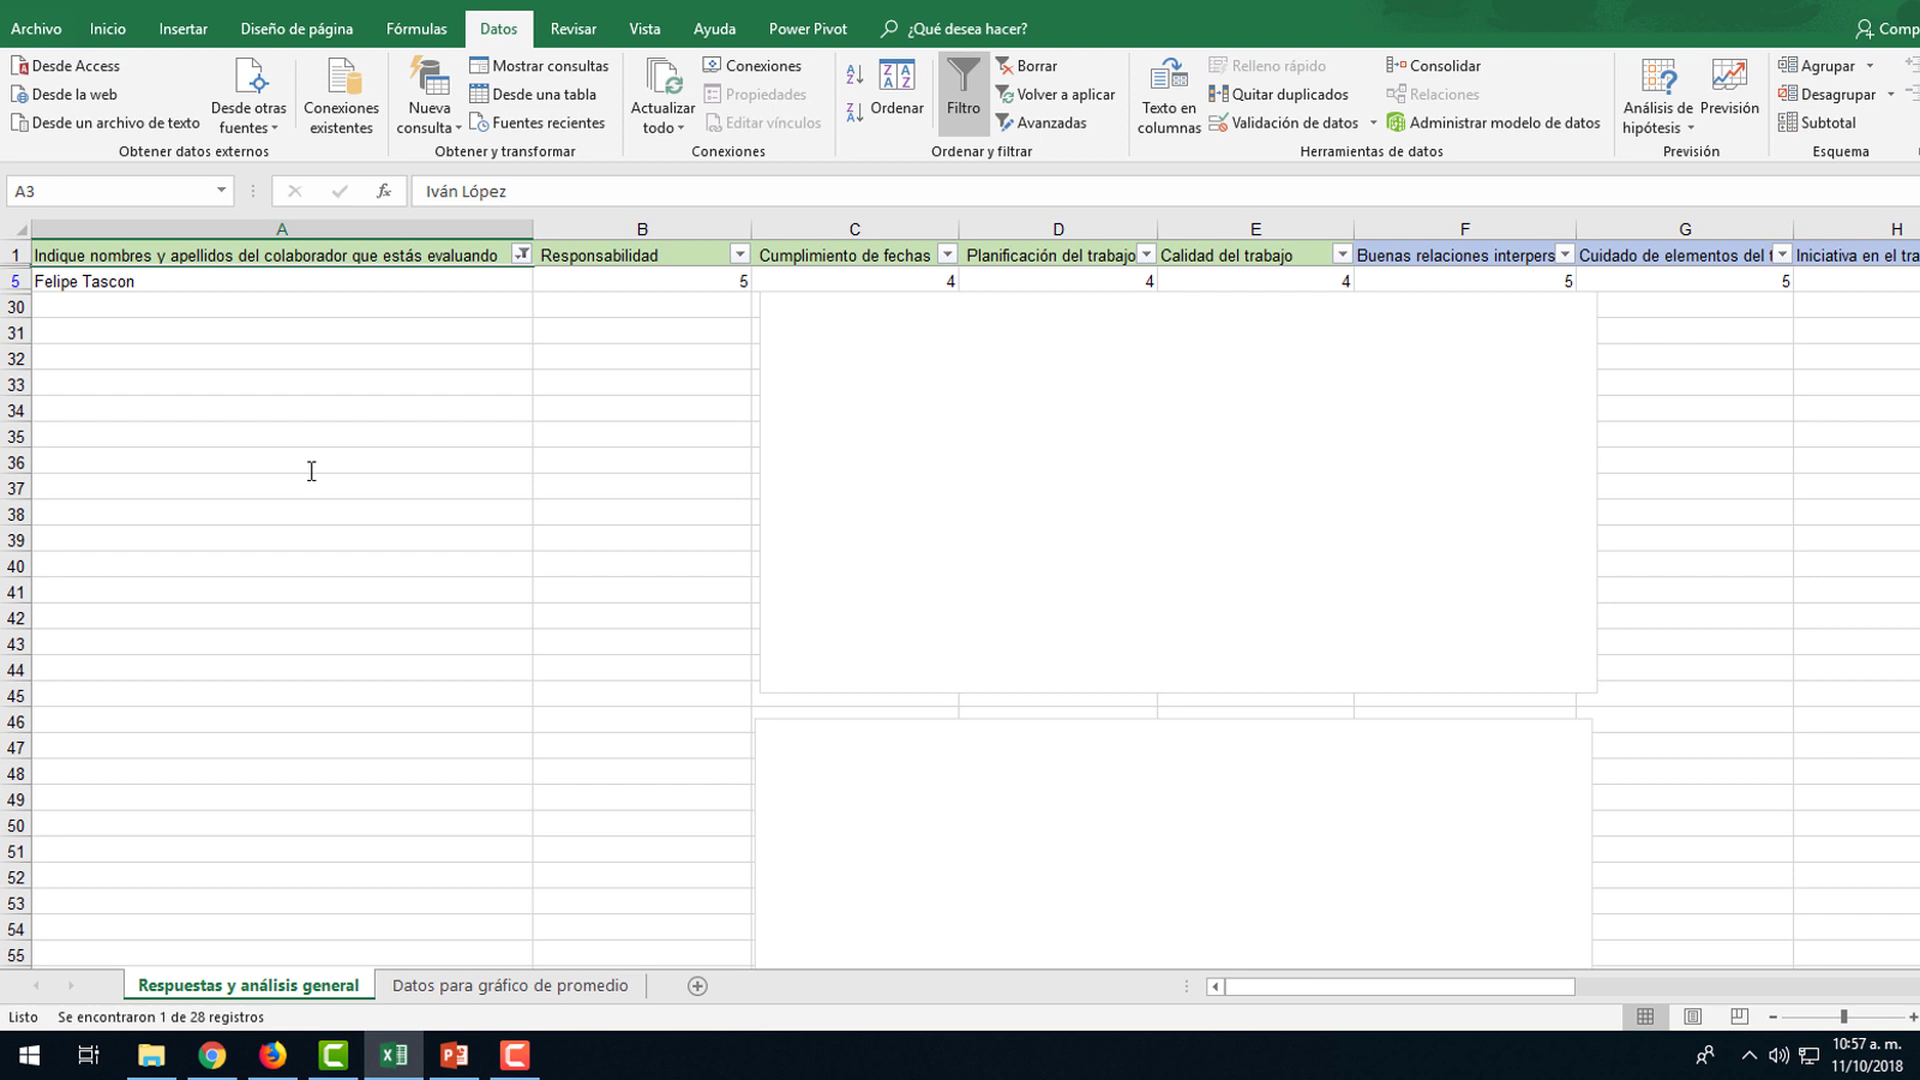 Archivo Inicio Insertar Diseño de página Fórmulas Datos Revisar Vista Ayuda Power Pivot ¿Qué desea hacer? Comp
Desde Access
Desde la web
Desde un archivo de texto
Desde otras
fuentes
Obtener datos externos
Conexiones
existentes
Nueva
consulta
Mostrar consultas
Desde una tabla
Fuentes recientes
Obtener y transformar
Actualizar
todo
Conexiones
Propiedades
Editar vínculos
Conexiones
Ordenar
Filtro
Borrar
Volver a aplicar
Avanzadas
Ordenar y filtrar
Texto en
columnas
Relleno rápido
Quitar duplicados
Validación de datos
Consolidar
Relaciones
Administrar modelo de datos
Herramientas de datos
Análisis de
hipótesis
Previsión
Previsión
Agrupar
Desagrupar
Subtotal
Esquema
A3 fx Iván López
A B C D E F G H
1 Indique nombres y apellidos del colaborador que estás evaluando Responsabilidad Cumplimiento de fechas Planificación del trabajo Calidad del trabajo Buenas relaciones interpers Cuidado de elementos del t Iniciativa en el tra
5 Felipe Tascon 5 4 4 4 5 5
30
31
32
33
34
35
36
37
38
39
40
41
42
43
44
45
46
47
48
49
50
51
52
53
54
55
Respuestas y análisis general Datos para gráfico de promedio
Listo Se encontraron 1 de 28 registros
10:57 a. m.
11/10/2018